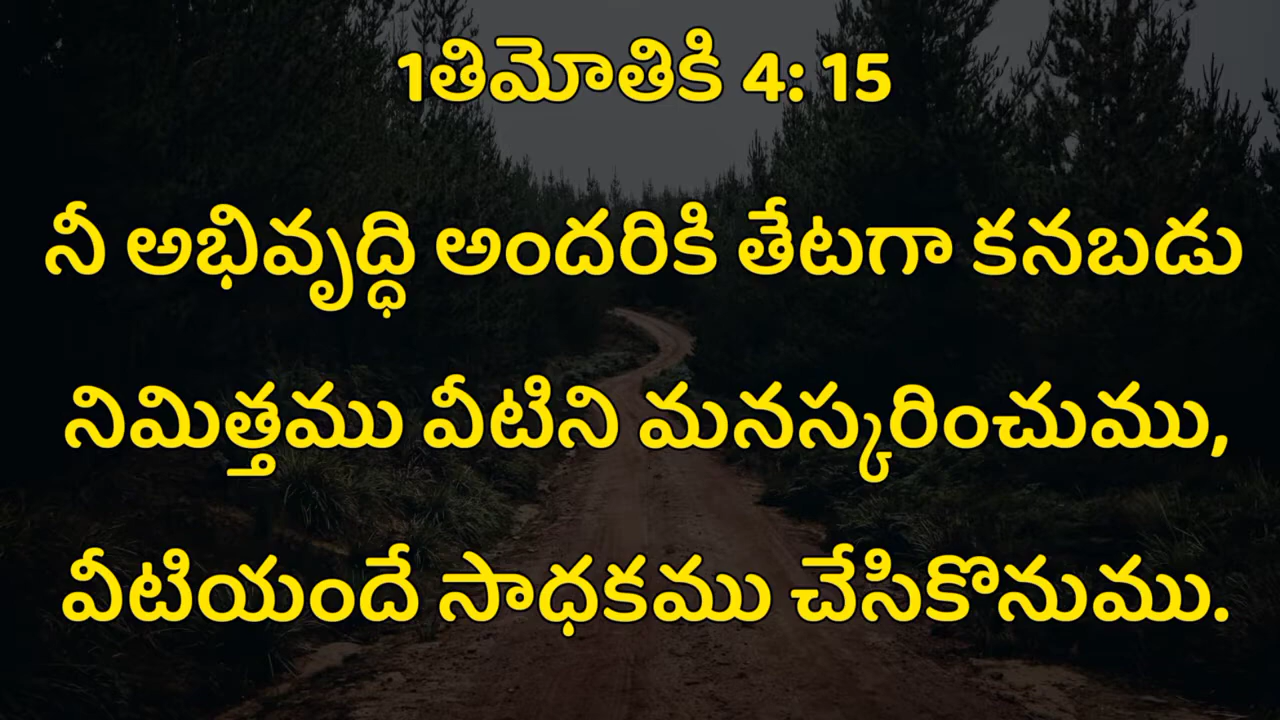 1తిమోతికి 4: 15
నీ అభివృద్ధి అందరికి తేటగా కనబడు
నిమిత్తము వీటిని మనస్కరించుము,
వీటియందే సాధకము చేసికొనుము.